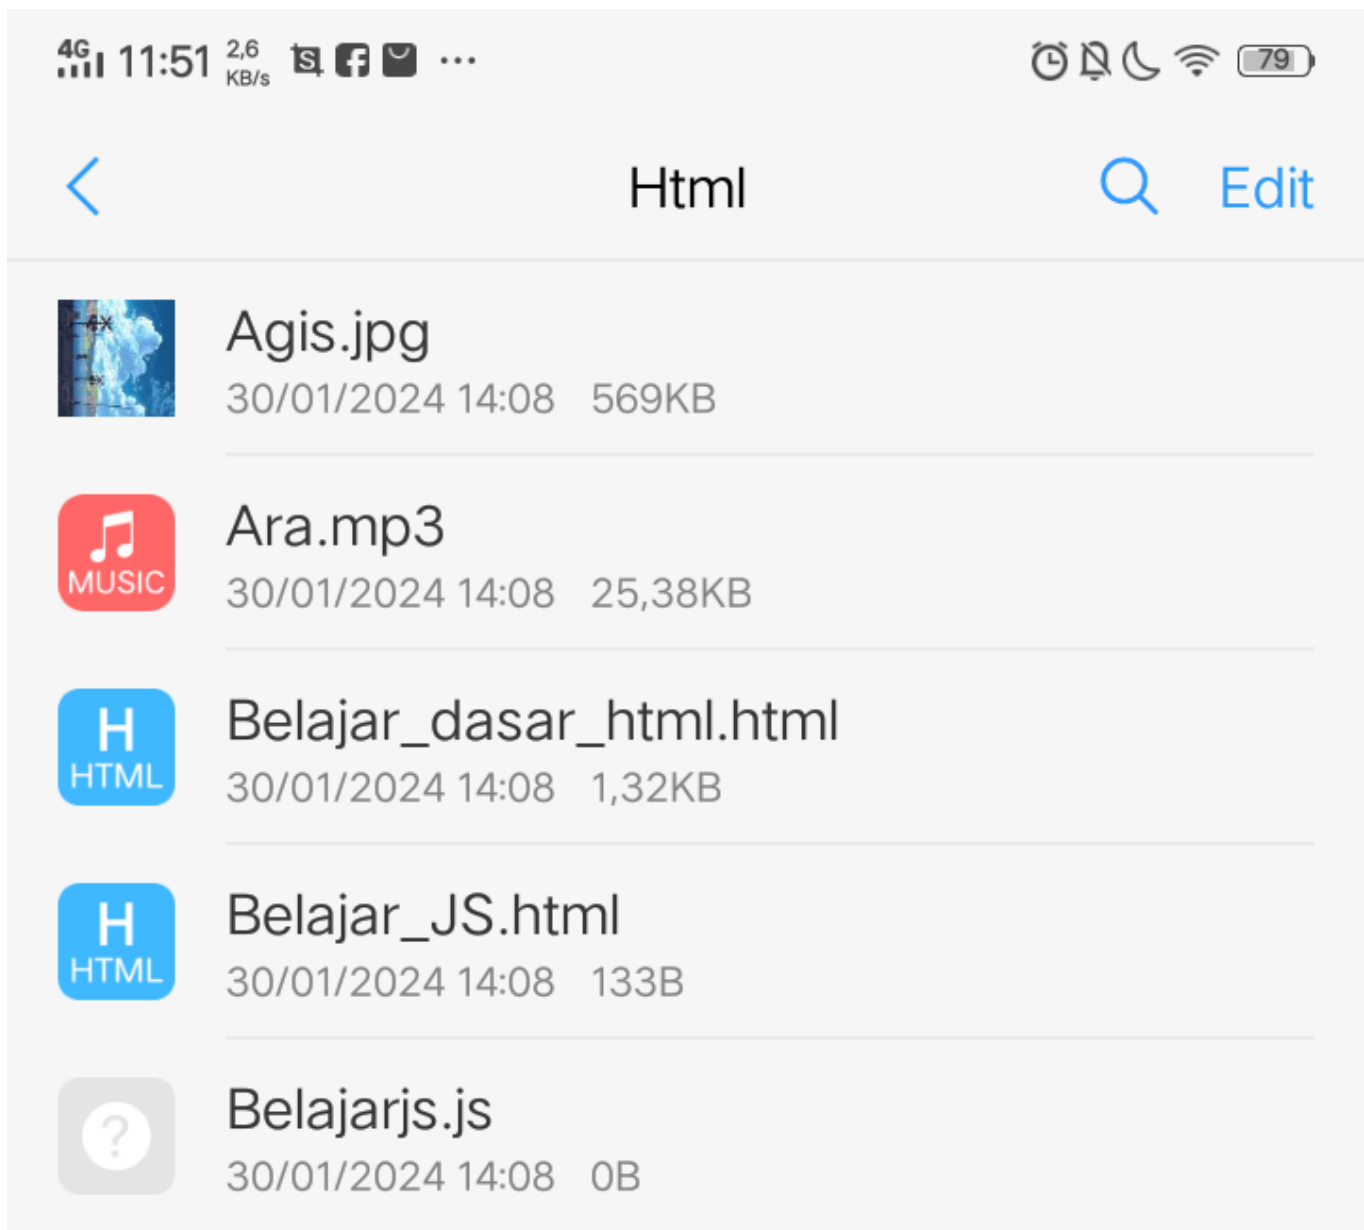 4G 11:51 2,6 KB/s 79
Html Edit
Agis.jpg
30/01/2024 14:08 569KB
MUSIC
Ara.mp3
30/01/2024 14:08 25,38KB
H
HTML
Belajar_dasar_html.html
30/01/2024 14:08 1,32KB
H
HTML
Belajar_JS.html
30/01/2024 14:08 133B
?
Belajarjs.js
30/01/2024 14:08 0B